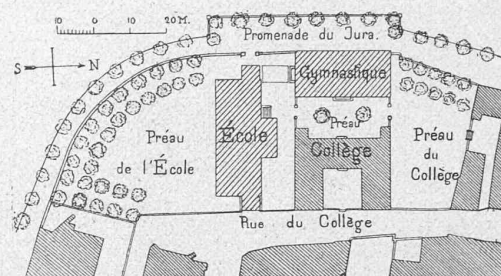 10 0 10 20 M.
Promenade du Jura.
S N
Gymnastique
Préau
de l'École
École
Préau
Collège
Préau
du
Collège
Rue du Collège